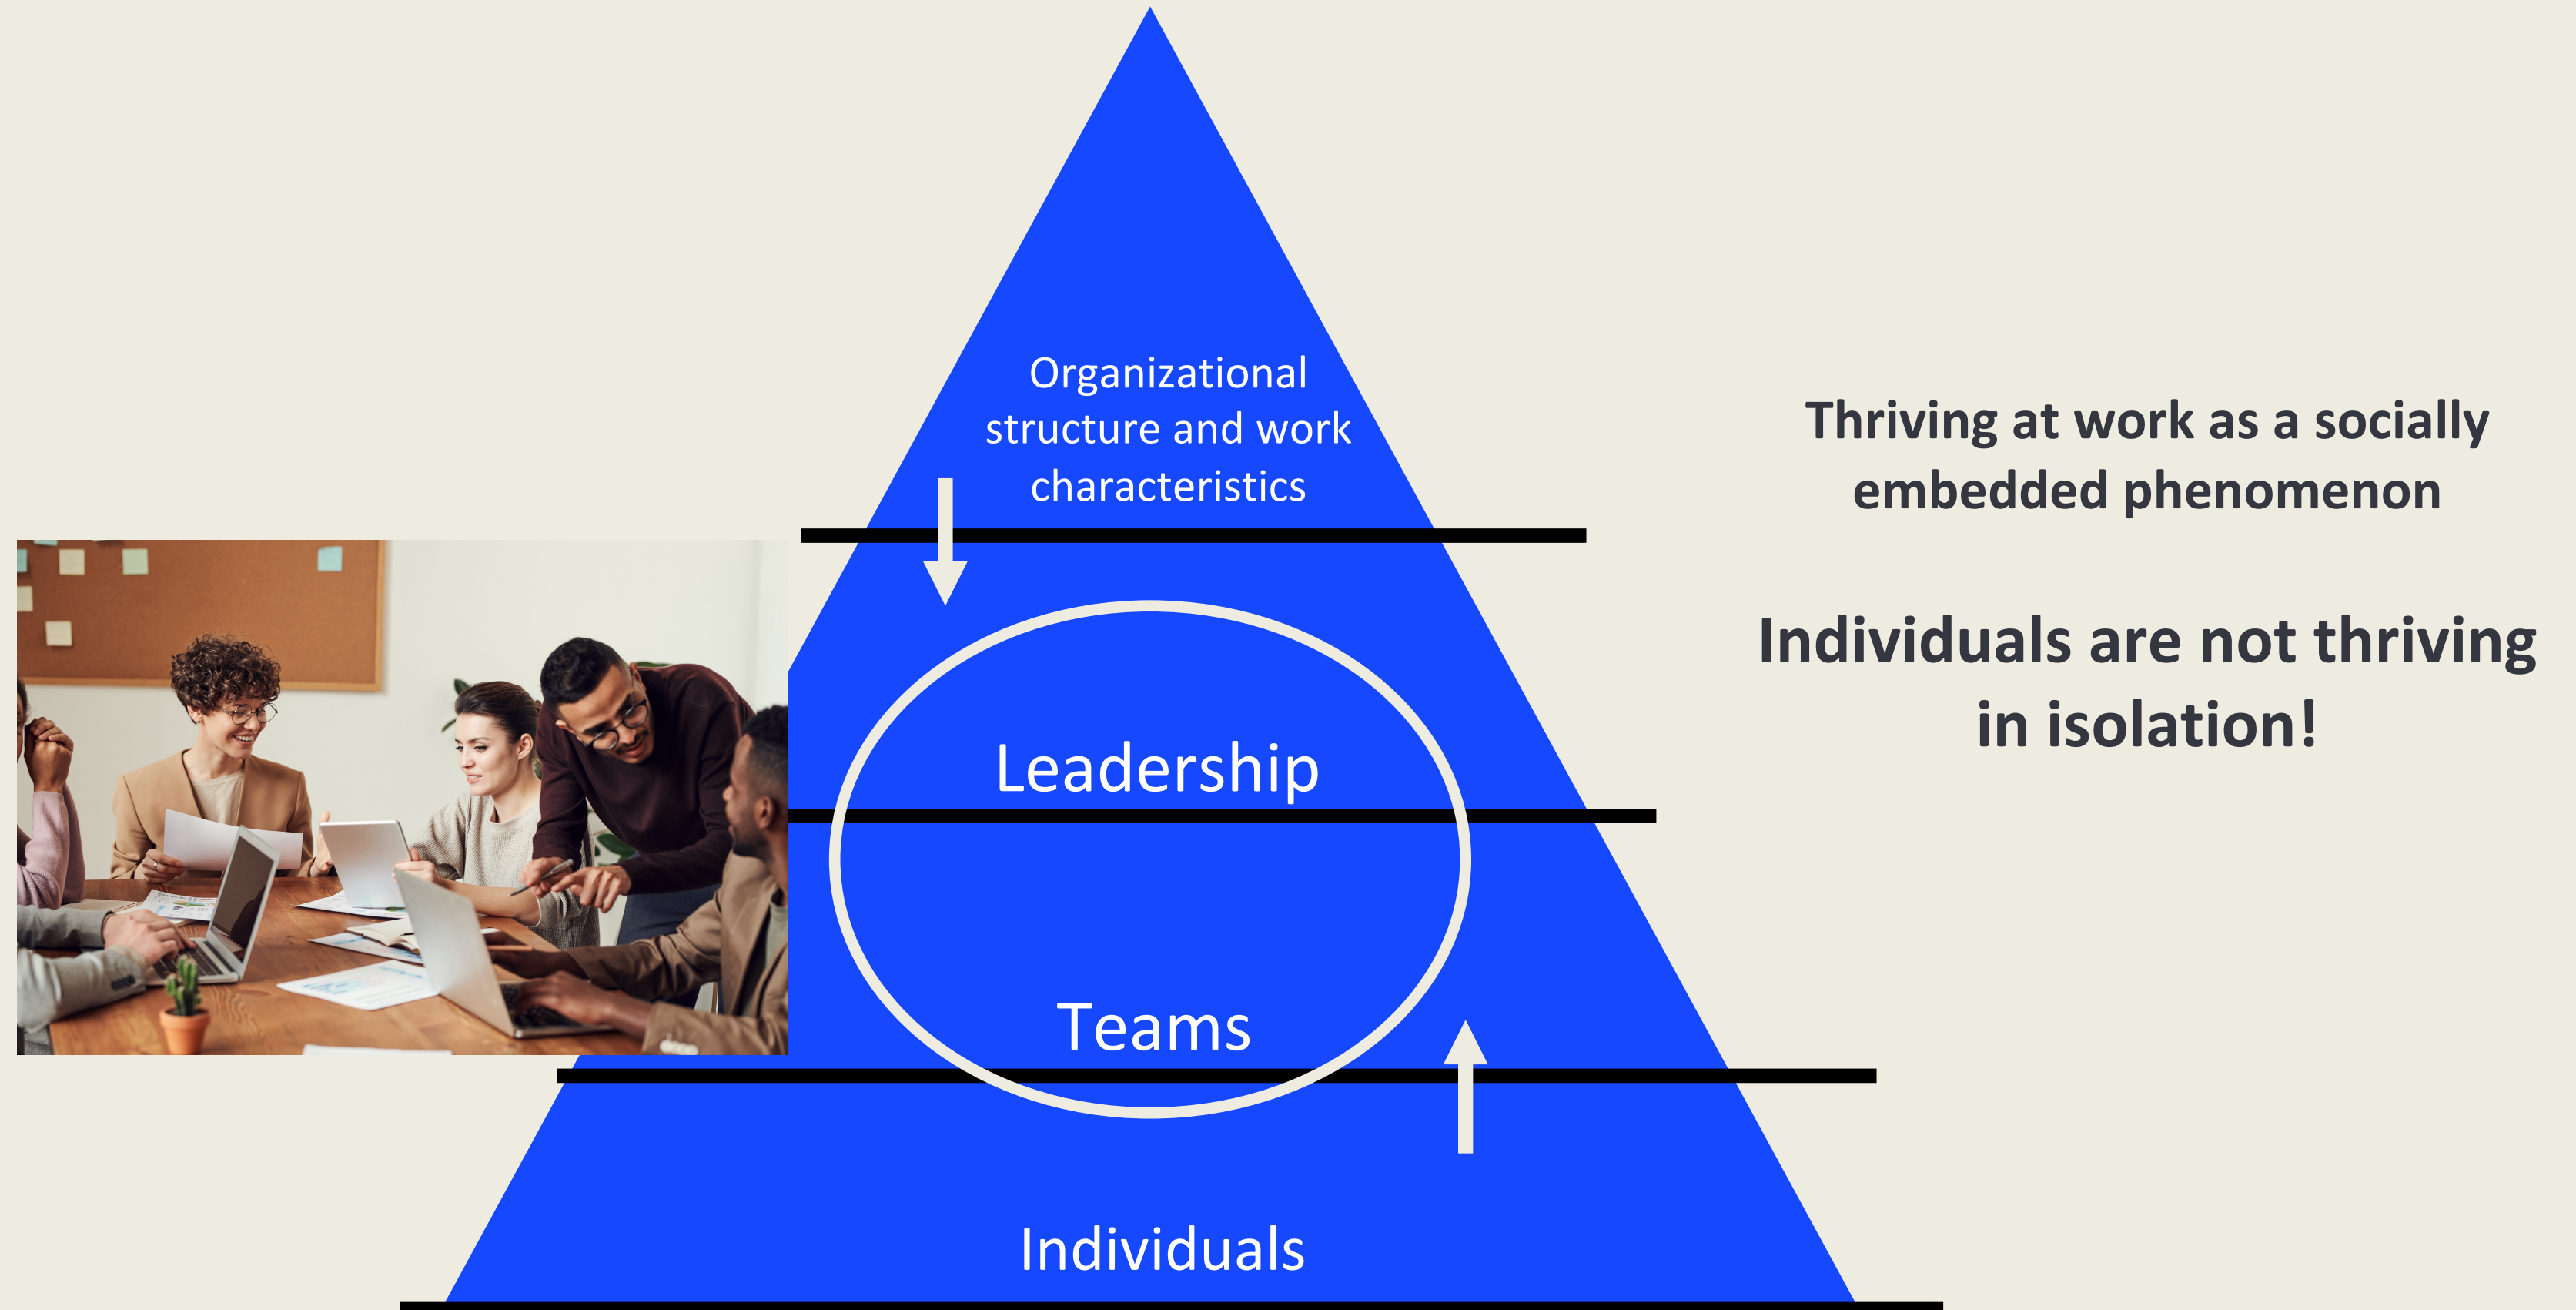 Organizational
structure and work
characteristics
Leadership
Teams
Individuals
Thriving at work as a socially
embedded phenomenon
Individuals are not thriving
in isolation!